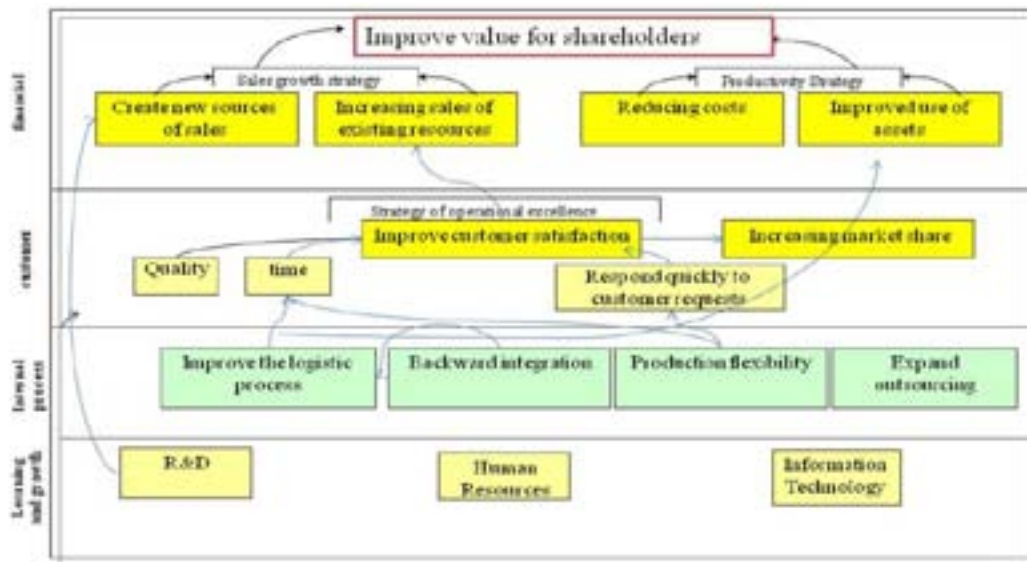 Improve value for shareholders
Sales growth strategy
Productivity Strategy
Create new sources
of sales
Increasing sales of
existing resources
Reducing costs
Improved use of
assets
financial
Strategy of operational excellence
Improve customer satisfaction
Increasing market share
Quality
time
Respond quickly to
customer requests
customer
Improve the logistic
process
Backward integration
Production flexibility
Expand
outsourcing
Internal
process
R&D
Human
Resources
Information
Technology
Learning
and growth